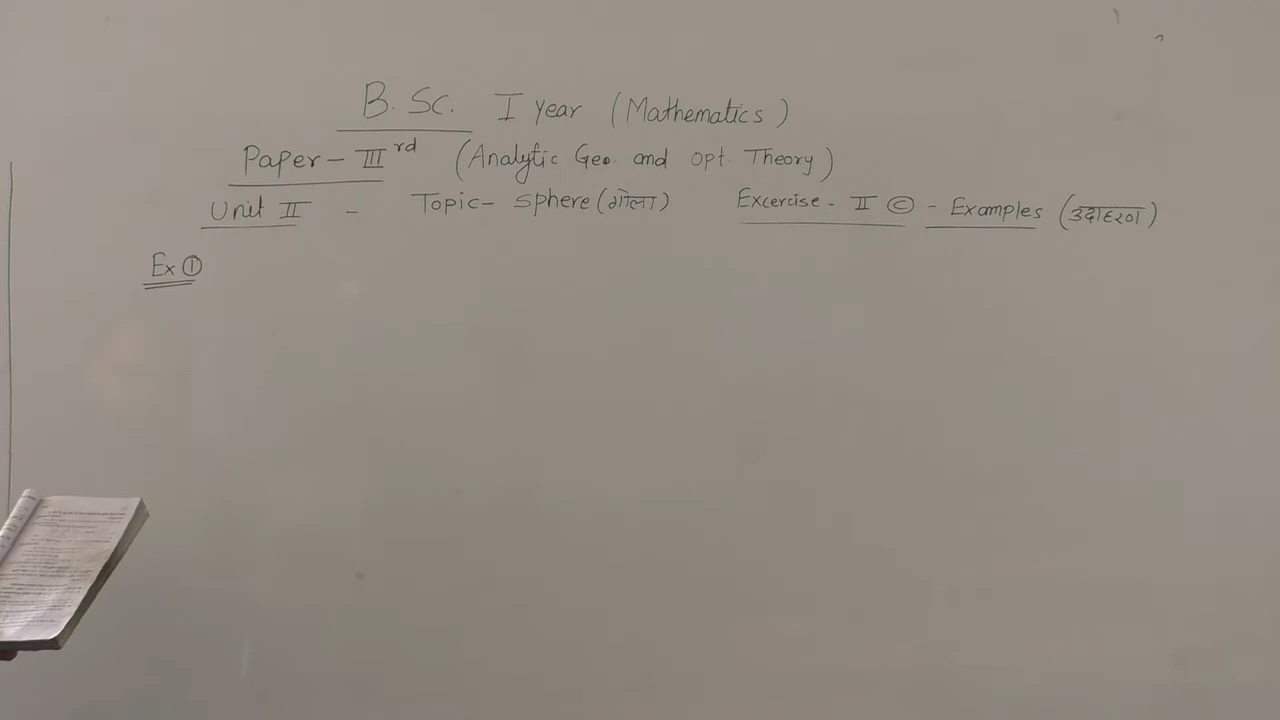 B. Sc. I year (Mathematics)
Paper - III rd (Analytic Geo. and Opt. Theory)
Unit II - Topic - Sphere (गोला) Excercise - II © - Examples (उदाहरण)
Ex ①